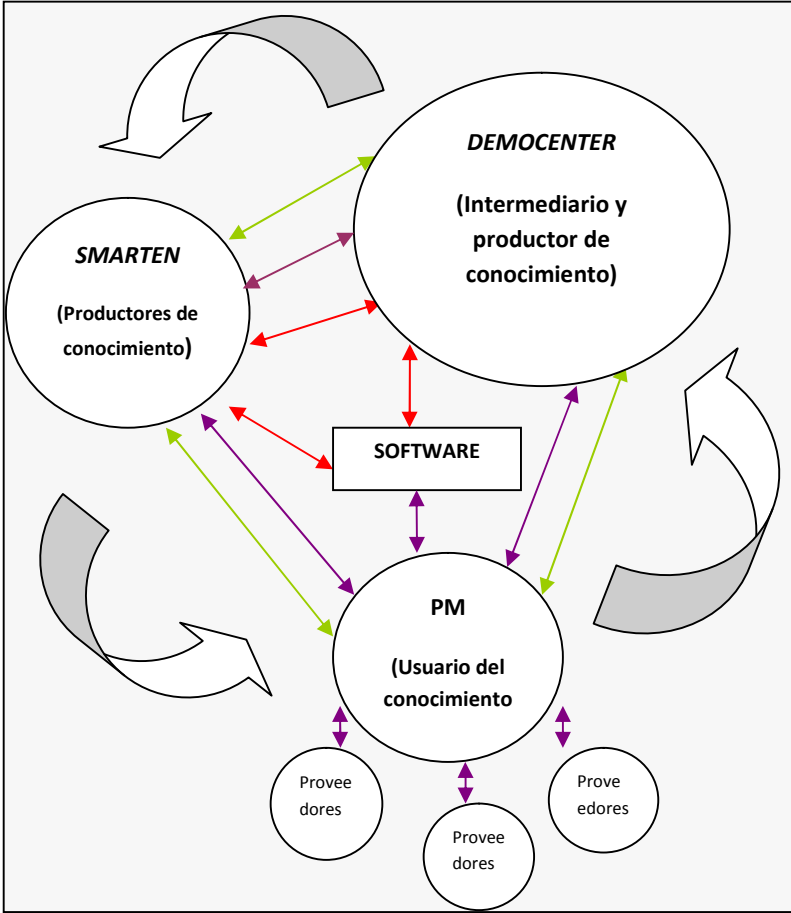 DEMOCENTER
(Intermediario y
productor de
conocimiento)
SMARTEN
(Productores de
conocimiento)
SOFTWARE
PM
(Usuario del
conocimiento
Provee
dores
Provee
dores
Prove
edores